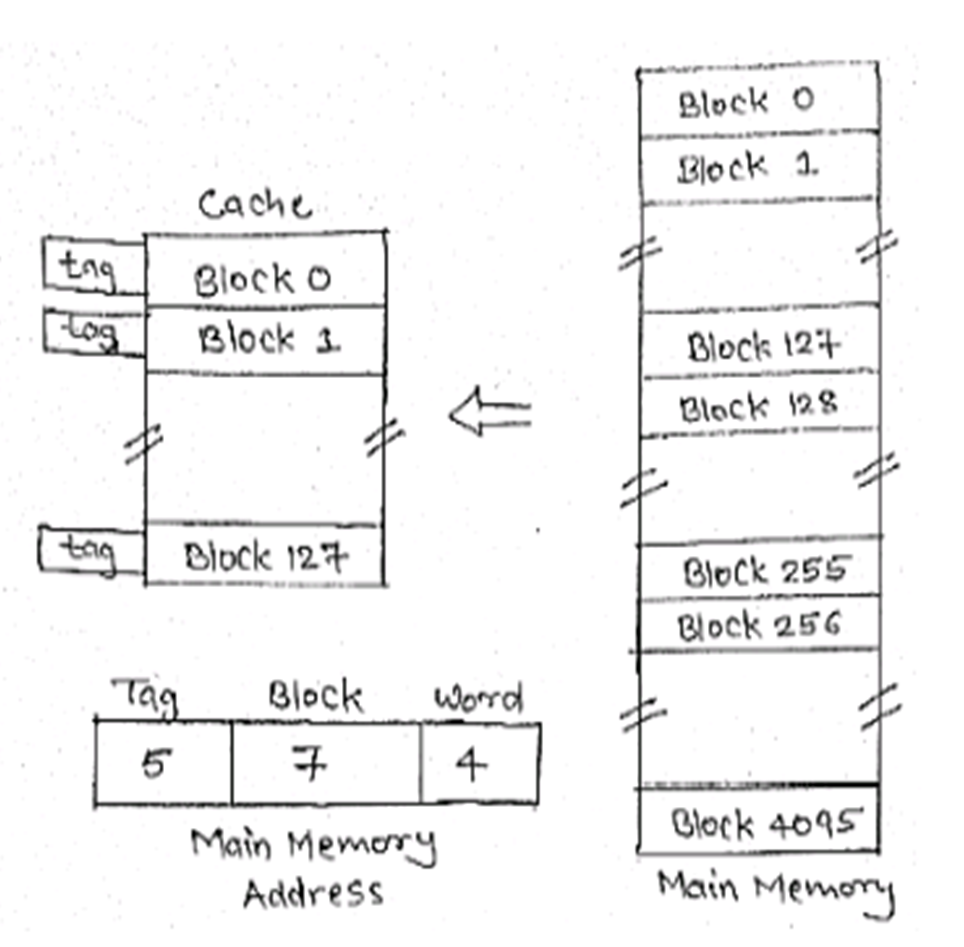 Cache
tag
Block 0
tag
Block 1
tag
Block 127
Tag
Block
Word
5
7
4
Main Memory
Address
Block 0
Block 1
Block 127
Block 128
Block 255
Block 256
Block 4095
Main Memory